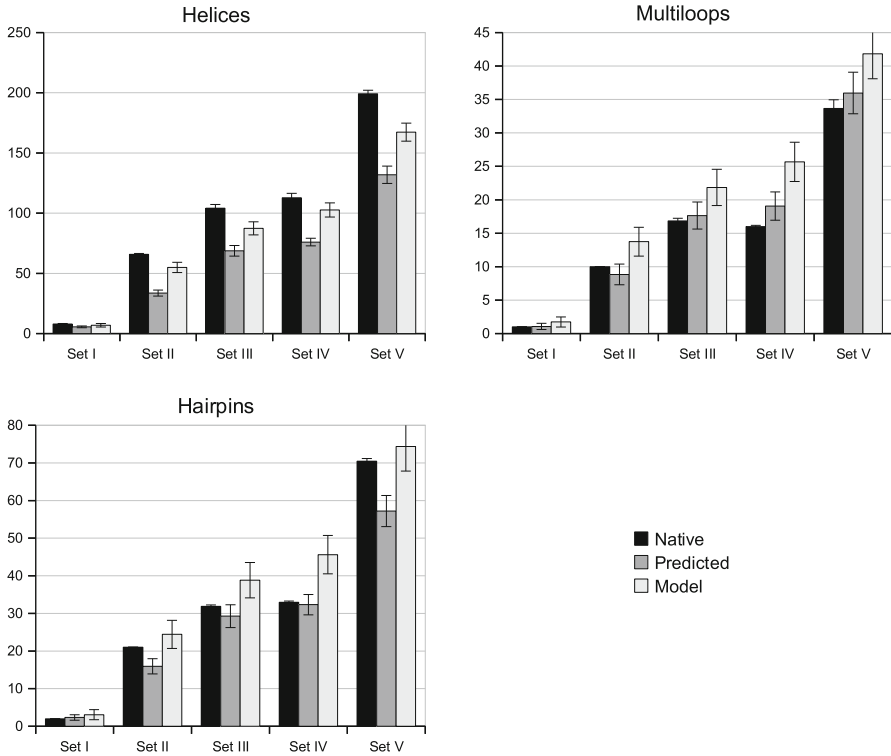 Helices
250
200
150
100
50
0
Set I Set II Set III Set IV Set V
Multiloops
45
40
35
30
25
20
15
10
5
0
Set I Set II Set III Set IV Set V
Hairpins
80
70
60
50
40
30
20
10
0
Set I Set II Set III Set IV Set V
Native
Predicted
Model